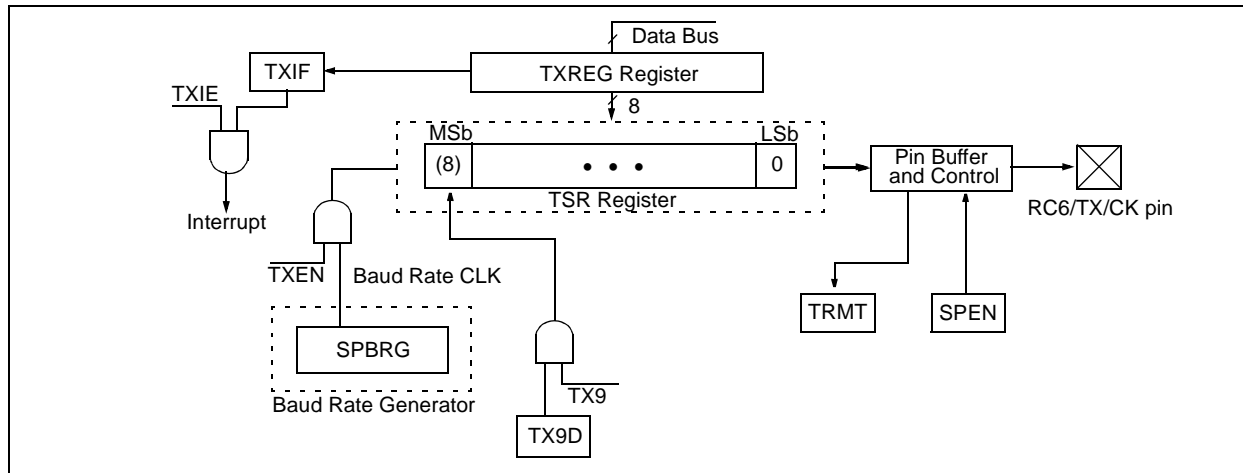 Data Bus
TXIF
TXREG Register
TXIE
8
MSb
LSb
(8)
• • •
0
Pin Buffer
and Control
TSR Register
Interrupt
RC6/TX/CK pin
TXEN
Baud Rate CLK
TRMT
SPEN
SPBRG
TX9
Baud Rate Generator
TX9D